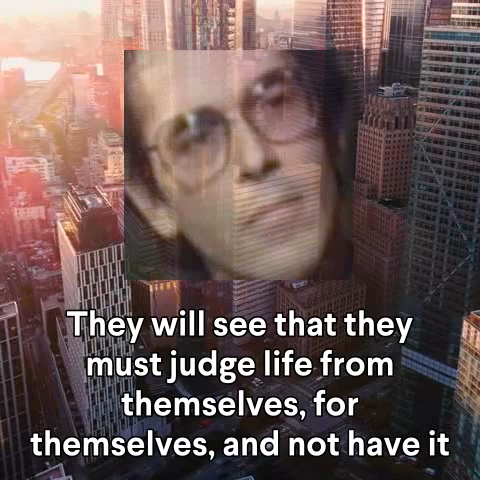 They will see that they
must judge life from
themselves, for
themselves, and not have it